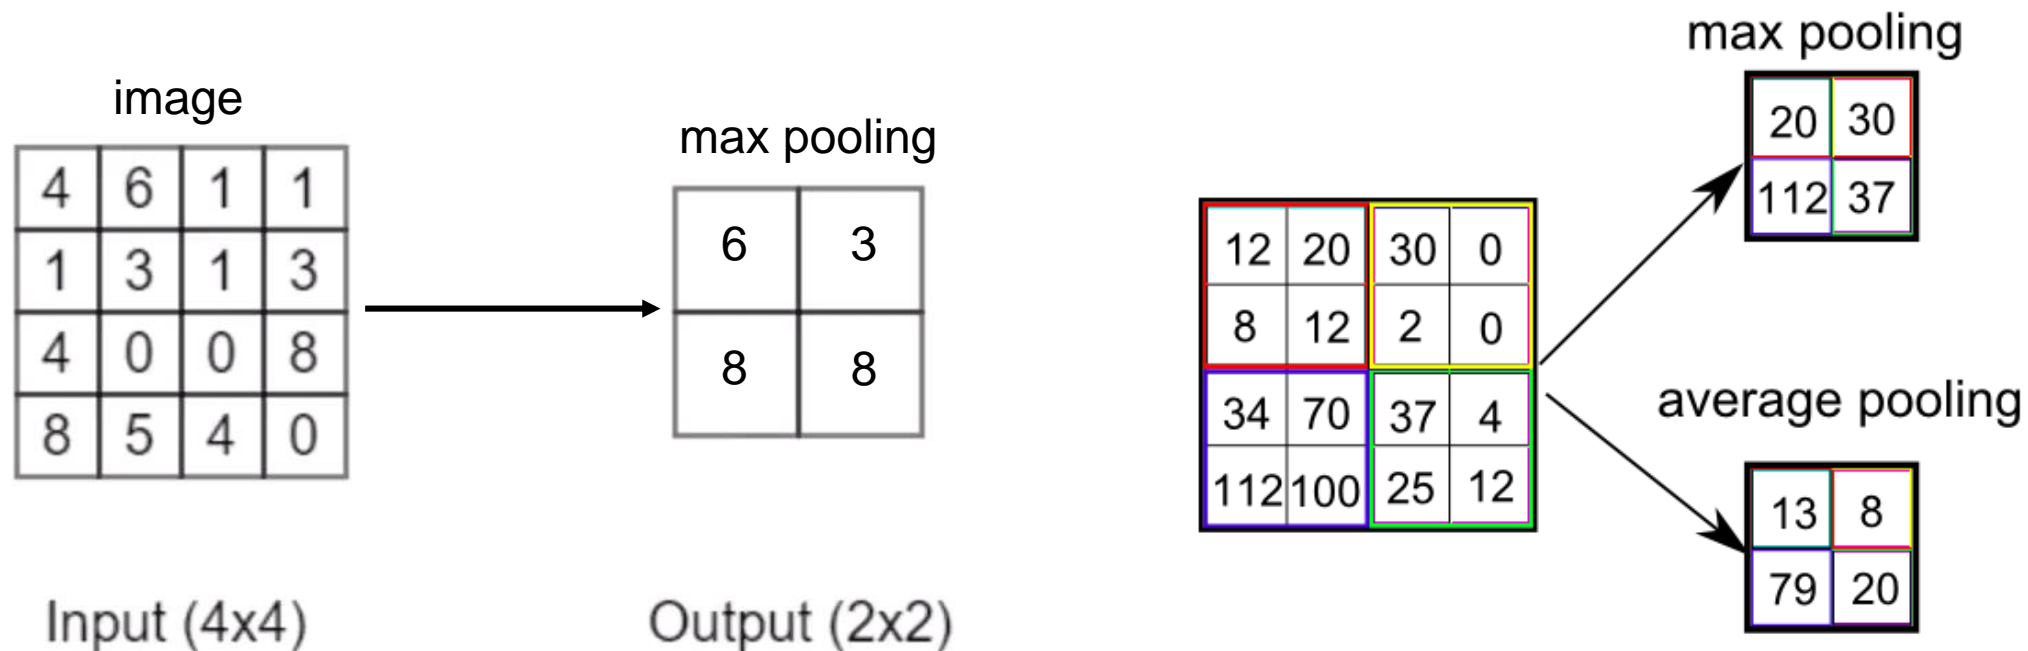 image
4 6 1 1
1 3 1 3
4 0 0 8
8 5 4 0
Input (4x4)
max pooling
6 3
8 8
Output (2x2)
12 20 30 0
8 12 2 0
34 70 37 4
112 100 25 12
max pooling
20 30
112 37
average pooling
13 8
79 20